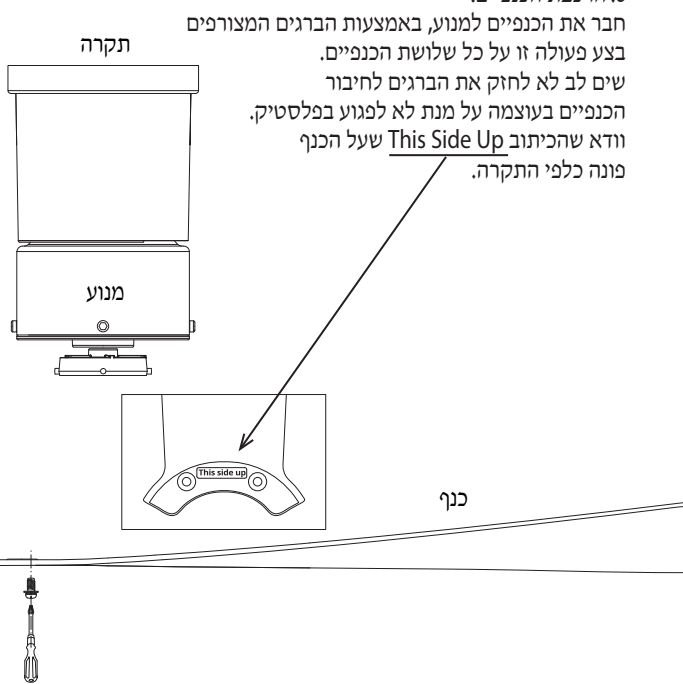 חבר את הכנפיים למנוע, באמצעות הברגים המצורפים
בצע פעולה זו על כל שלושת הכנפיים.
שים לב לא לחזק את הברגים לחיבור
הכנפיים בעוצמה על מנת לא לפגוע בפלסטיק.
וודא שהכיתוב This Side Up שעל הכנף
פונה כלפי התקרה.
תקרה
מנוע
This side up
כנף